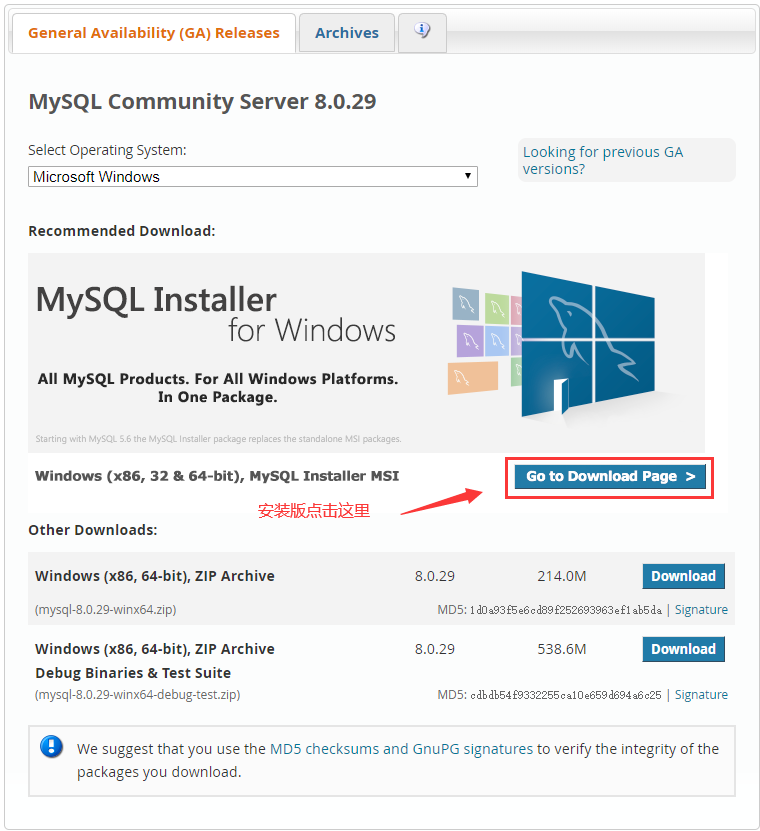 General Availability (GA) Releases
Archives
MySQL Community Server 8.0.29
Select Operating System:
Looking for previous GA
versions?
Microsoft Windows
Recommended Download:
MySQL Installer
for Windows
All MySQL Products. For All Windows Platforms.
In One Package.
Starting with MySQL 5.6 the MySQL Installer package replaces the standalone MSI packages.
Windows (x86, 32 & 64-bit), MySQL Installer MSI
Go to Download Page >
安装版点击这里
Other Downloads:
Windows (x86, 64-bit), ZIP Archive 8.0.29 214.0M Download
(mysql-8.0.29-winx64.zip) MD5: 1d0a93f5e6cd89f252693963ef1ab5da | Signature
Windows (x86, 64-bit), ZIP Archive 8.0.29 538.6M Download
Debug Binaries & Test Suite
(mysql-8.0.29-winx64-debug-test.zip) MD5: cdbdb54f9332255ca10e659d694a6c25 | Signature
We suggest that you use the MD5 checksums and GnuPG signatures to verify the integrity of the
packages you download.